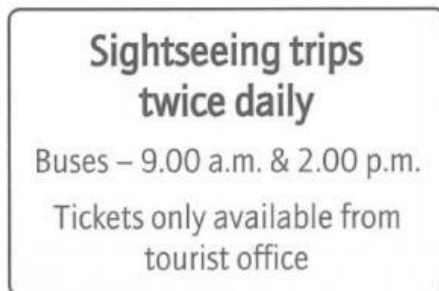 Sightseeing trips
twice daily
Buses – 9.00 a.m. & 2.00 p.m.
Tickets only available from
tourist office